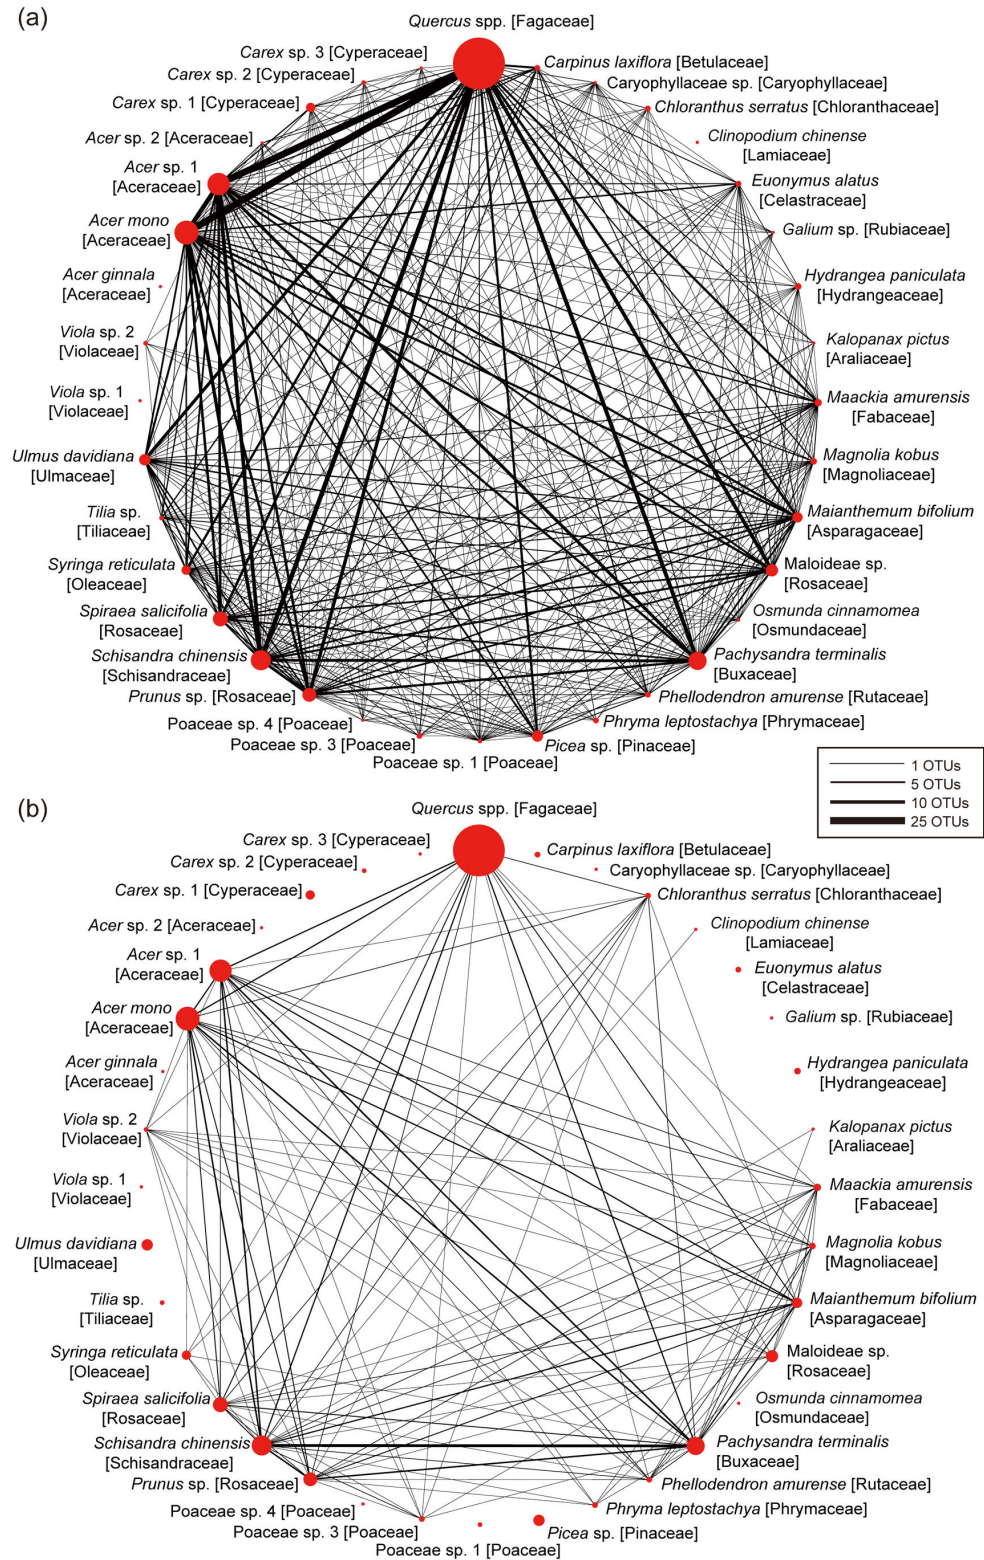 (a)
Quercus spp. [Fagaceae]
Carex sp. 3 [Cyperaceae]
Carex sp. 2 [Cyperaceae]
Carex sp. 1 [Cyperaceae]
Acer sp. 2 [Aceraceae]
Acer sp. 1
[Aceraceae]
Acer mono
[Aceraceae]
Acer ginnala
[Aceraceae]
Viola sp. 2
[Violaceae]
Viola sp. 1
[Violaceae]
Ulmus davidiana
[Ulmaceae]
Tilia sp.
[Tiliaceae]
Syringa reticulata
[Oleaceae]
Spiraea salicifolia
[Rosaceae]
Schisandra chinensis
[Schisandraceae]
Prunus sp. [Rosaceae]
Poaceae sp. 4 [Poaceae]
Poaceae sp. 3 [Poaceae]
Poaceae sp. 1 [Poaceae]
Carpinus laxiflora [Betulaceae]
Caryophyllaceae sp. [Caryophyllaceae]
Chloranthus serratus [Chloranthaceae]
Clinopodium chinense
[Lamiaceae]
Euonymus alatus
[Celastraceae]
Galium sp. [Rubiaceae]
Hydrangea paniculata
[Hydrangeaceae]
Kalopanax pictus
[Araliaceae]
Maackia amurensis
[Fabaceae]
Magnolia kobus
[Magnoliaceae]
Maianthemum bifolium
[Asparagaceae]
Maloideae sp.
[Rosaceae]
Osmunda cinnamomea
[Osmundaceae]
Pachysandra terminalis
[Buxaceae]
Phellodendron amurense [Rutaceae]
Phryma leptostachya [Phrymaceae]
Picea sp. [Pinaceae]
1 OTUs
5 OTUs
10 OTUs
25 OTUs
(b)
Quercus spp. [Fagaceae]
Carex sp. 3 [Cyperaceae]
Carex sp. 2 [Cyperaceae]
Carex sp. 1 [Cyperaceae]
Acer sp. 2 [Aceraceae]
Acer sp. 1
[Aceraceae]
Acer mono
[Aceraceae]
Acer ginnala
[Aceraceae]
Viola sp. 2
[Violaceae]
Viola sp. 1
[Violaceae]
Ulmus davidiana
[Ulmaceae]
Tilia sp.
[Tiliaceae]
Syringa reticulata
[Oleaceae]
Spiraea salicifolia
[Rosaceae]
Schisandra chinensis
[Schisandraceae]
Prunus sp. [Rosaceae]
Poaceae sp. 4 [Poaceae]
Poaceae sp. 3 [Poaceae]
Poaceae sp. 1 [Poaceae]
Carpinus laxiflora [Betulaceae]
Caryophyllaceae sp. [Caryophyllaceae]
Chloranthus serratus [Chloranthaceae]
Clinopodium chinense
[Lamiaceae]
Euonymus alatus
[Celastraceae]
Galium sp. [Rubiaceae]
Hydrangea paniculata
[Hydrangeaceae]
Kalopanax pictus
[Araliaceae]
Maackia amurensis
[Fabaceae]
Magnolia kobus
[Magnoliaceae]
Maianthemum bifolium
[Asparagaceae]
Maloideae sp.
[Rosaceae]
Osmunda cinnamomea
[Osmundaceae]
Pachysandra terminalis
[Buxaceae]
Phellodendron amurense [Rutaceae]
Phryma leptostachya [Phrymaceae]
Picea sp. [Pinaceae]